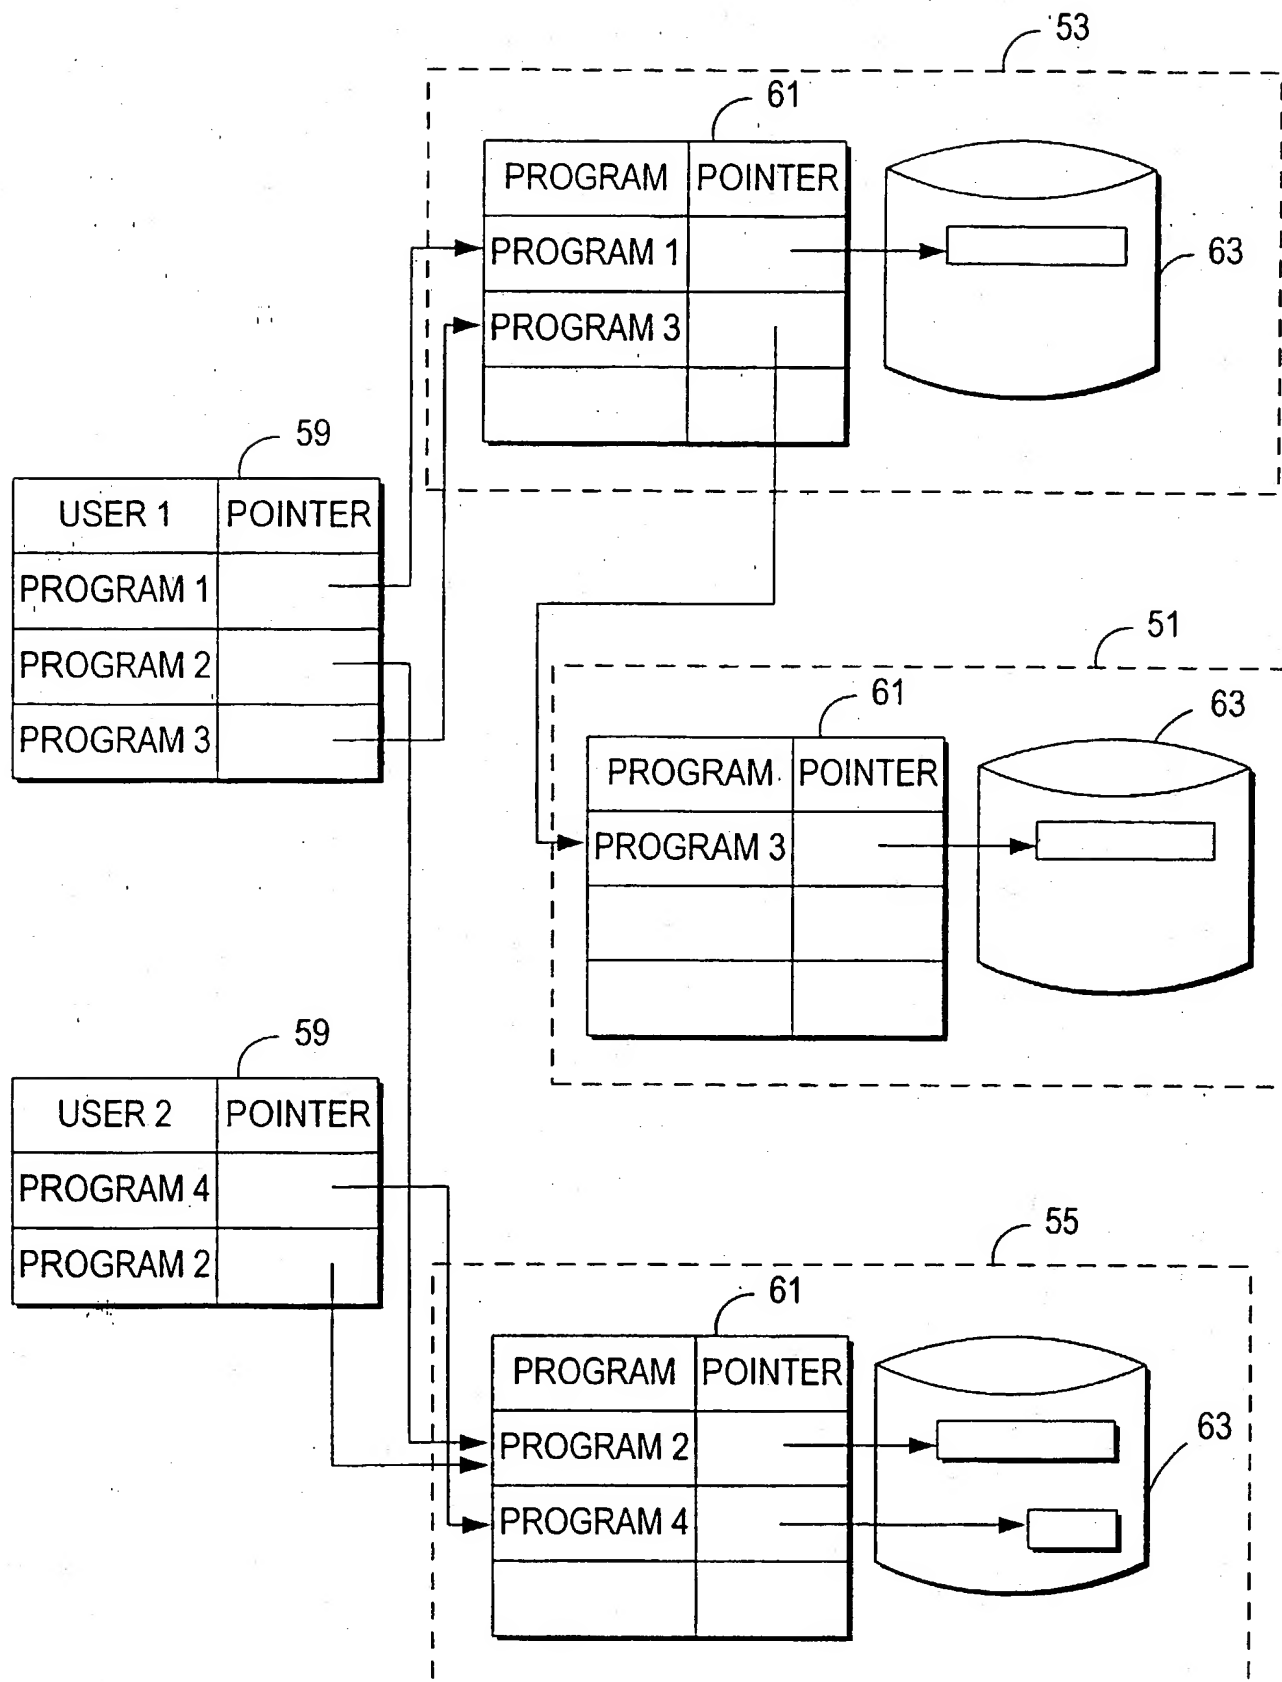 53
61
PROGRAM POINTER
PROGRAM 1
63
PROGRAM 3
59
USER 1 POINTER
PROGRAM 1
PROGRAM 2
PROGRAM 3
51
61
63
PROGRAM POINTER
PROGRAM 3
59
USER 2 POINTER
PROGRAM 4
PROGRAM 2
55
61
PROGRAM POINTER
PROGRAM 2
63
PROGRAM 4